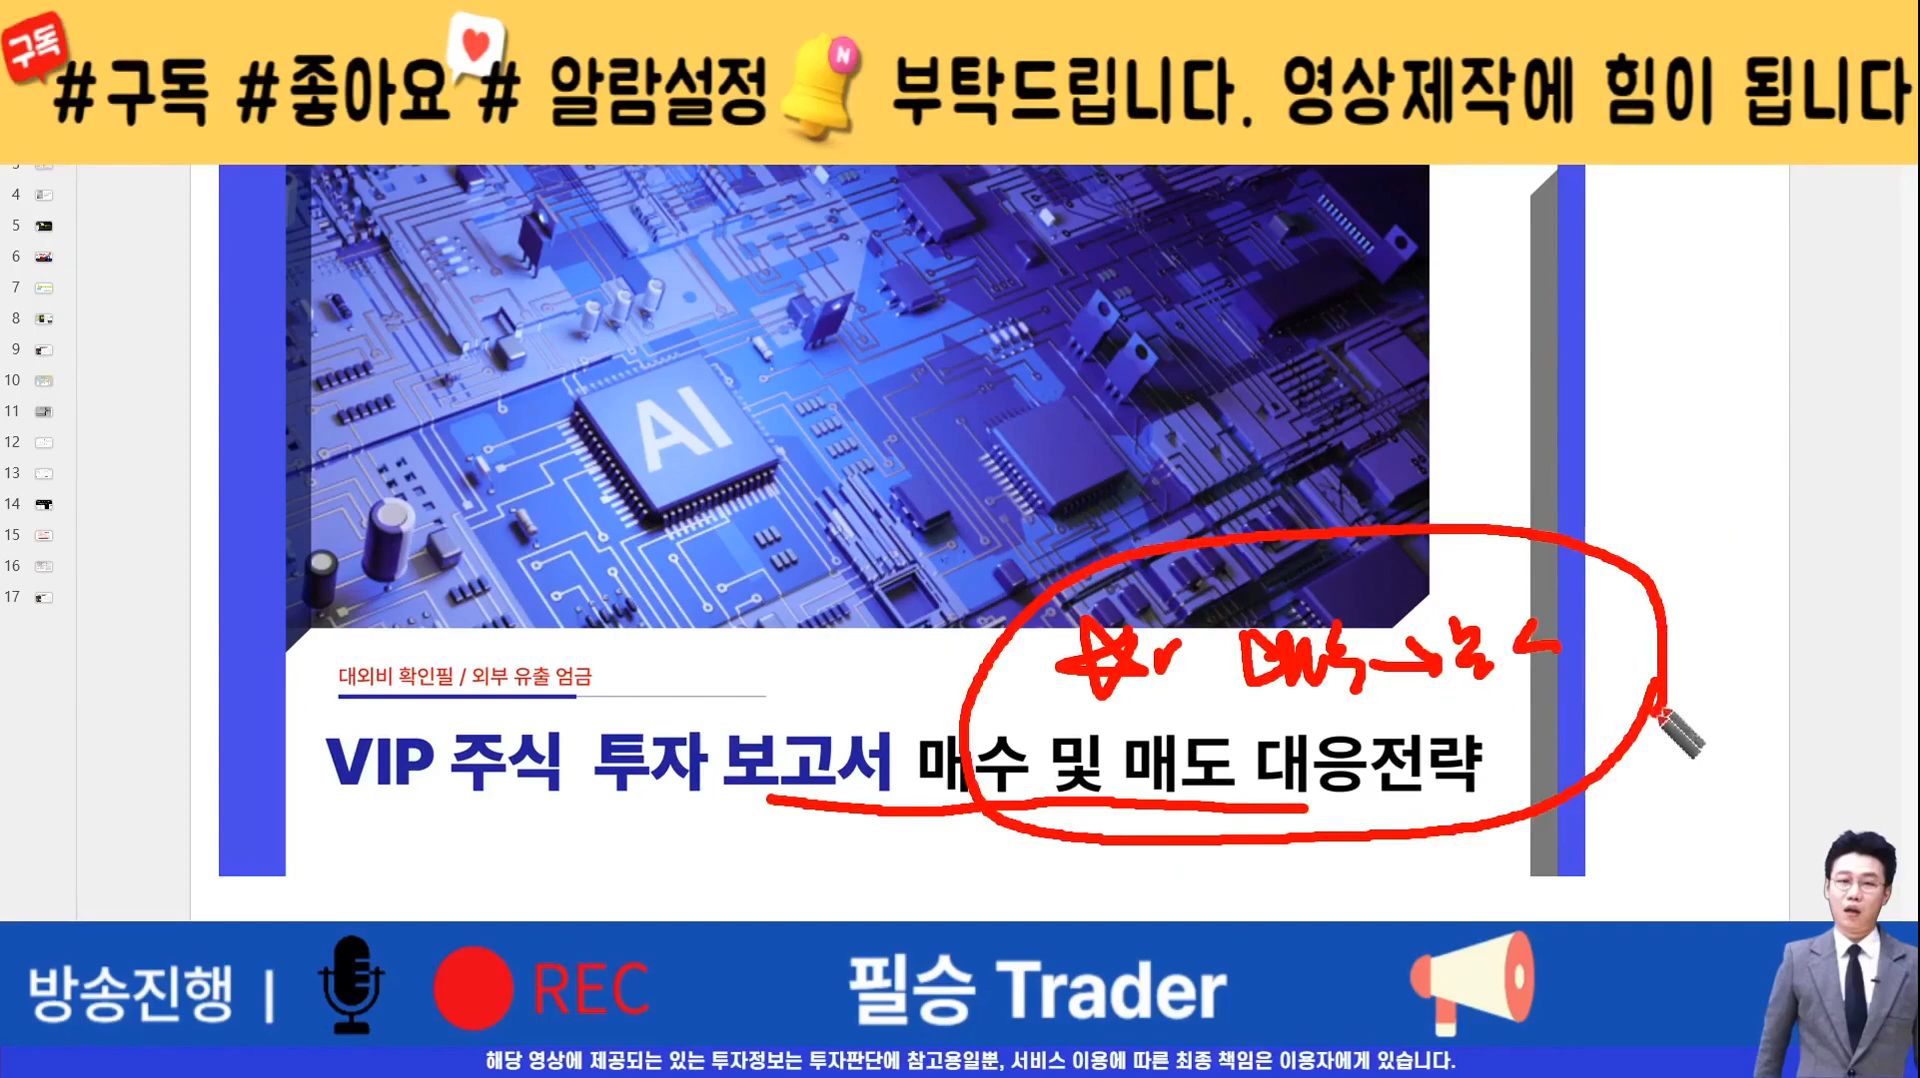 구독
N
#구독 #좋아요 # 알람설정 부탁드립니다. 영상제작에 힘이 됩니다
4
5
6
7
8
9
10
11
12
13
14
15
16
17
AI
대외비 확인필 / 외부 유출 엄금
VIP 주식 투자 보고서 매수 및 매도 대응전략
방송진행 | REC 필승 Trader
해당 영상에 제공되는 있는 투자정보는 투자판단에 참고용일뿐, 서비스 이용에 따른 최종 책임은 이용자에게 있습니다.